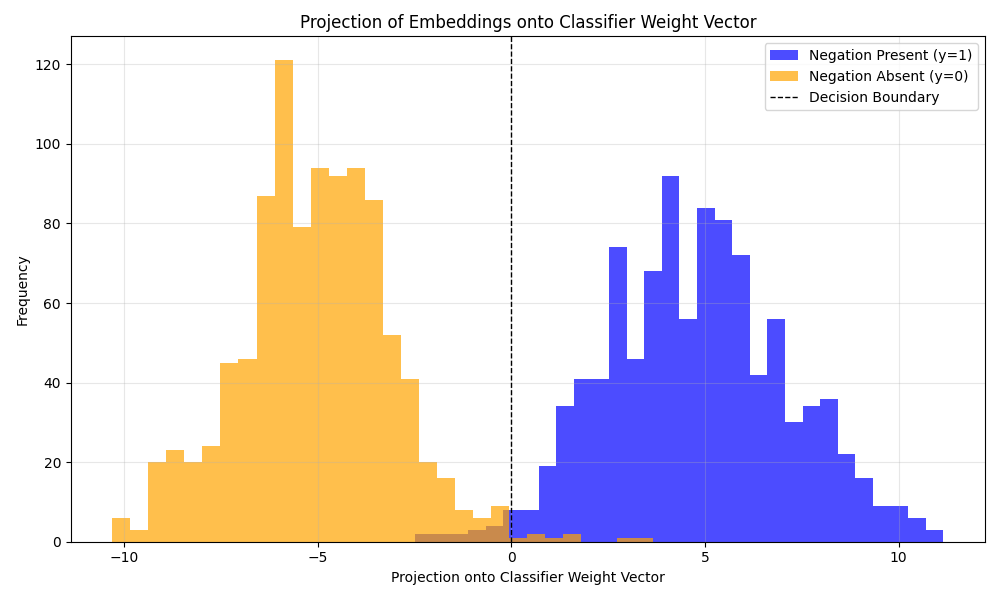 Projection of Embeddings onto Classifier Weight Vector
Negation Present (y=1)
Negation Absent (y=0)
Decision Boundary
Frequency
120
100
80
60
40
20
0
−10
−5
0
5
10
Projection onto Classifier Weight Vector